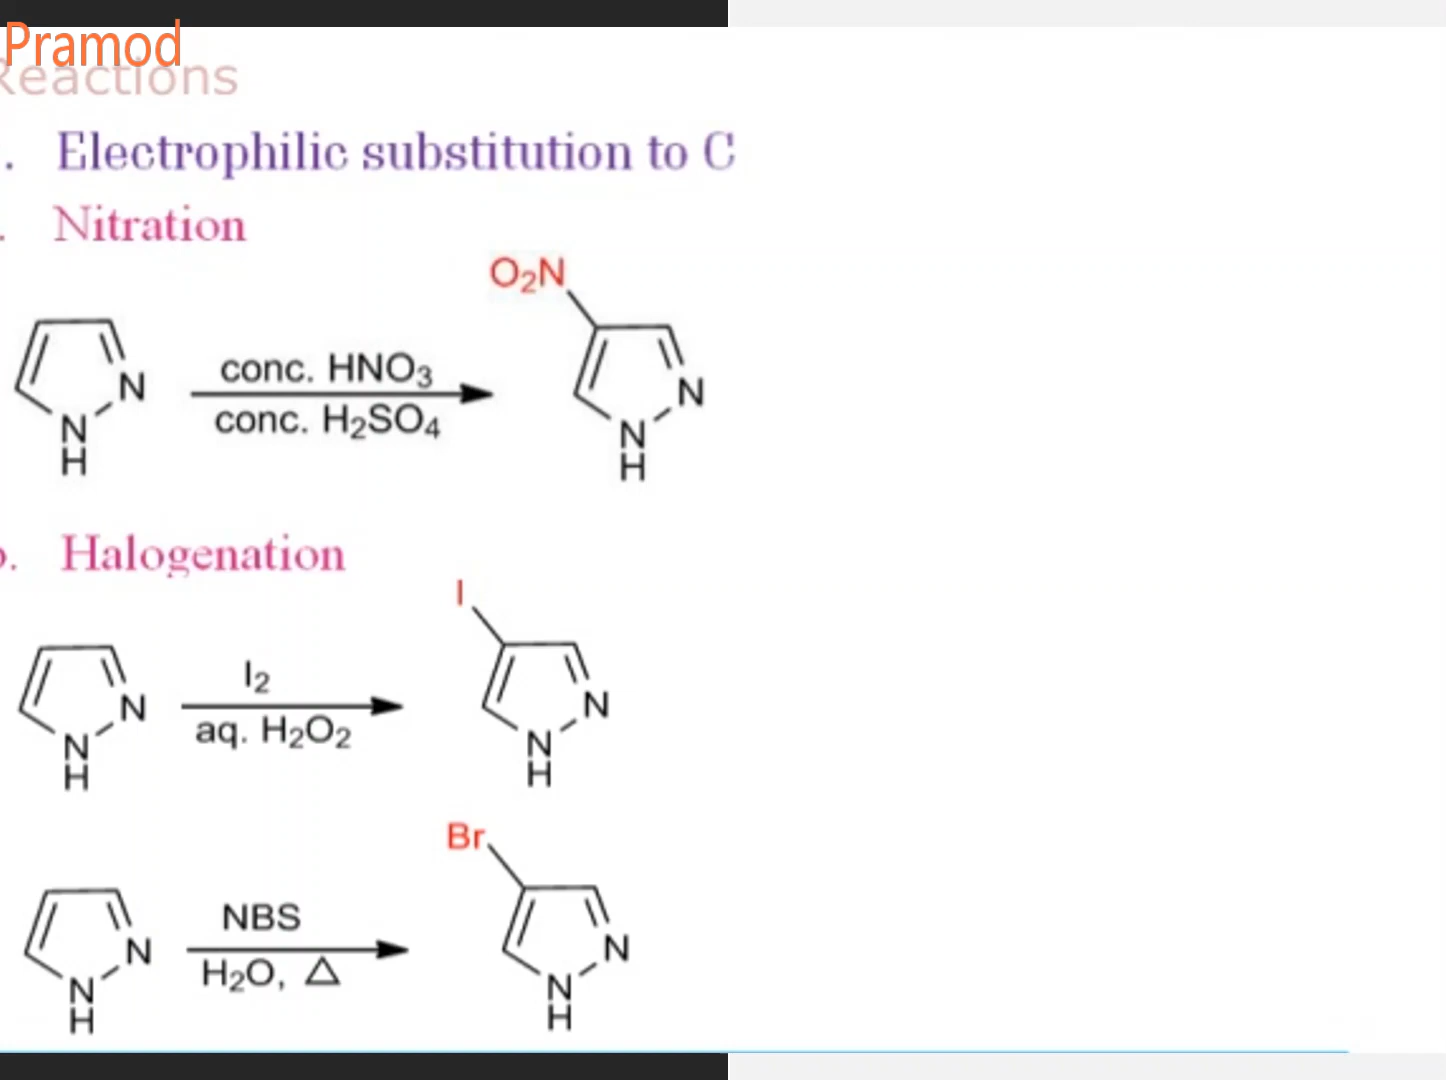 Pramod
Reactions
. Electrophilic substitution to C
. Nitration
O2N
conc. HNO3
conc. H2SO4
N
N
H
N
N
H
b. Halogenation
I
I2
aq. H2O2
N
N
H
N
N
H
Br
NBS
H2O, △
N
N
H
N
N
H